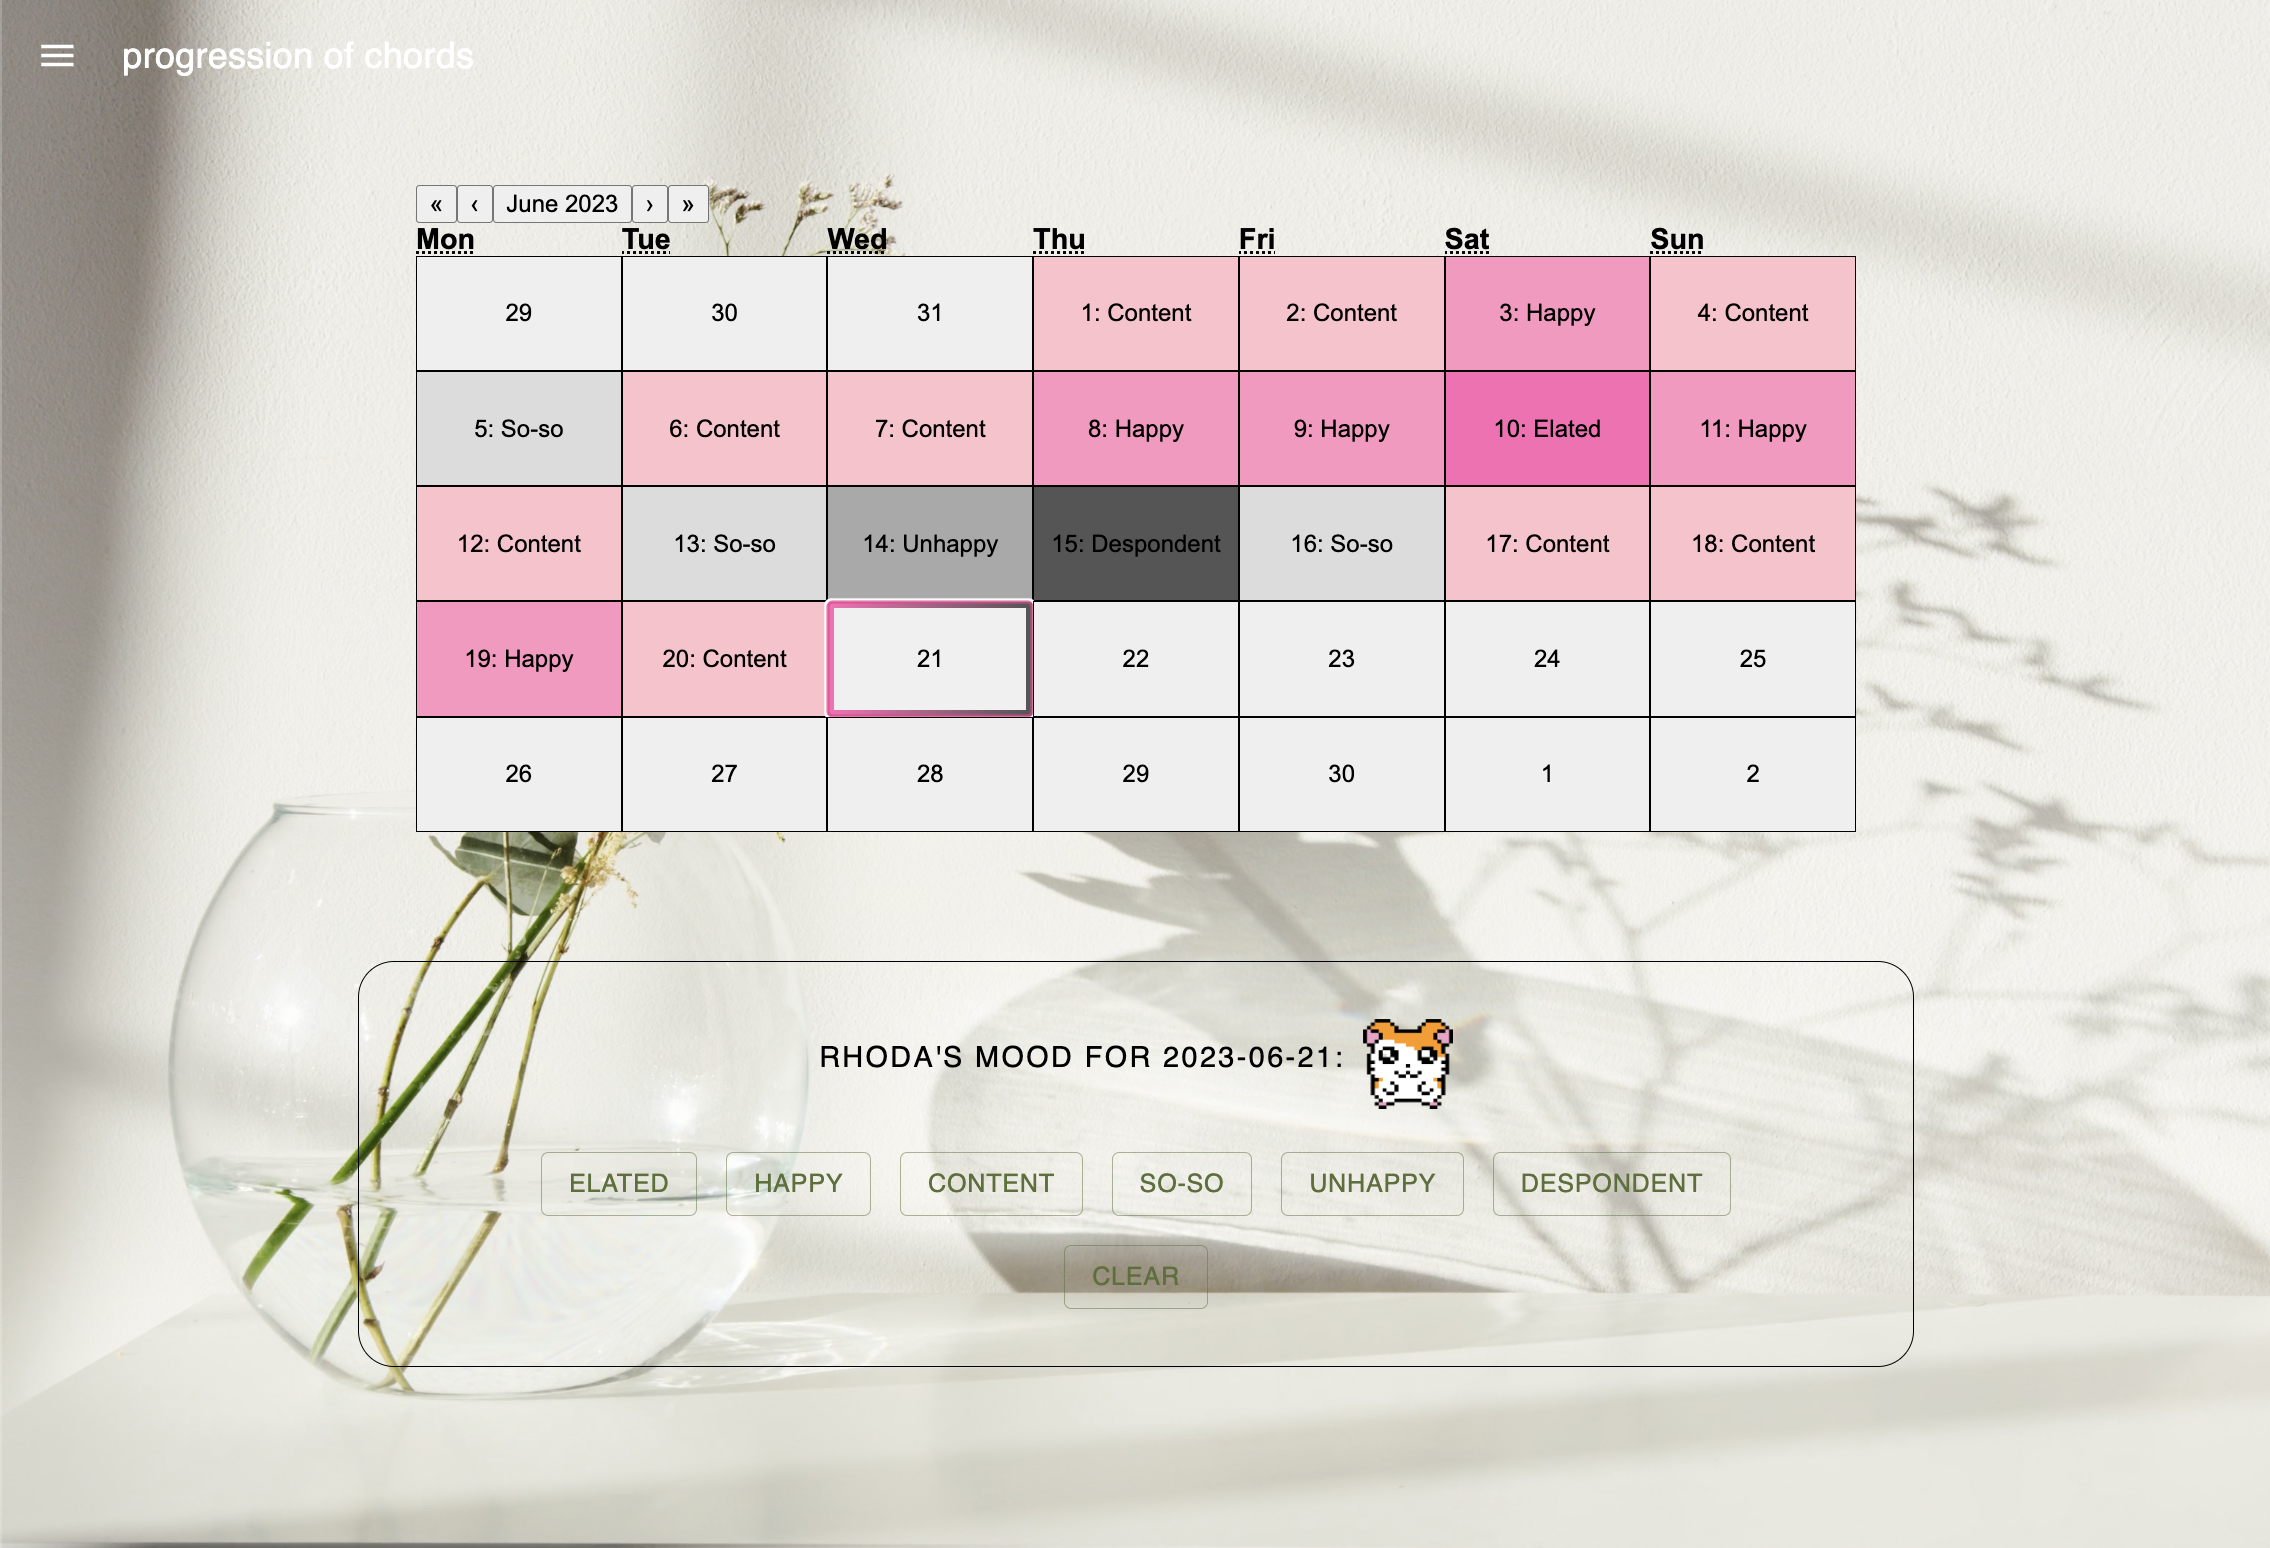 progression of chords
« ‹ June 2023 › »
Mon Tue Wed Thu Fri Sat Sun
29 30 31 1: Content 2: Content 3: Happy 4: Content
5: So-so 6: Content 7: Content 8: Happy 9: Happy 10: Elated 11: Happy
12: Content 13: So-so 14: Unhappy 15: Despondent 16: So-so 17: Content 18: Content
19: Happy 20: Content 21 22 23 24 25
26 27 28 29 30 1 2
RHODA'S MOOD FOR 2023-06-21:
ELATED HAPPY CONTENT SO-SO UNHAPPY DESPONDENT
CLEAR